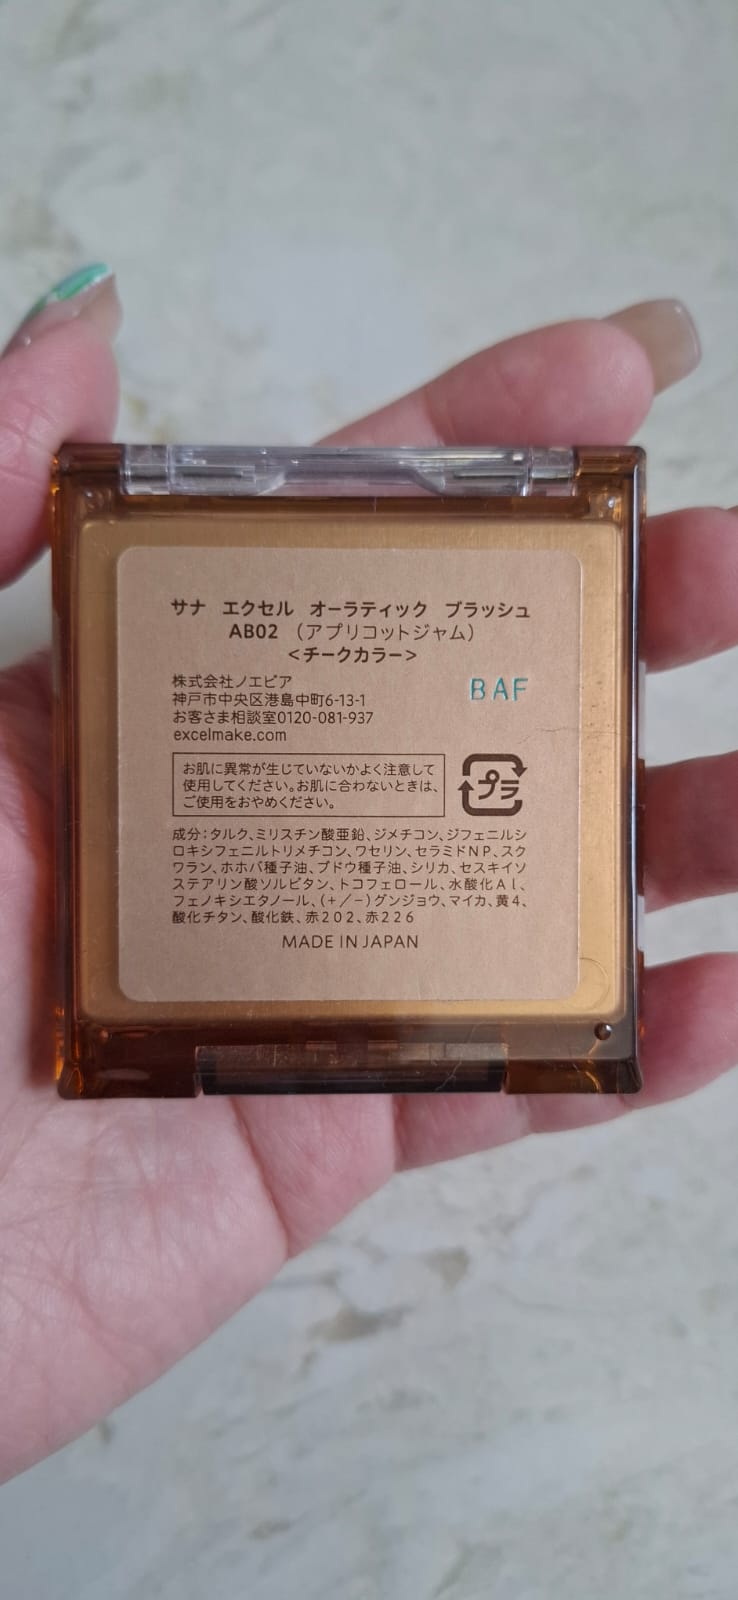 サナ エクセル オーラティック ブラッシュ
AB02 （アプリコットジャム）
<チークカラー>
株式会社ノエビア
神戸市中央区港島中町6-13-1
お客さま相談室0120-081-937
excelmake.com
BAF
お肌に異常が生じていないかよく注意して
使用してください。お肌に合わないときは、
ご使用をおやめください。
プラ
成分：タルク、ミリスチン酸亜鉛、ジメチコン、ジフェニルシ
ロキシフェニルトリメチコン、ワセリン、セラミドNP、スク
ワラン、ホホバ種子油、ブドウ種子油、シリカ、セスキイソ
ステアリン酸ソルビタン、トコフェロール、水酸化Al、
フェノキシエタノール、(+/-)グンジョウ、マイカ、黄4、
酸化チタン、酸化鉄、赤202、赤226
MADE IN JAPAN